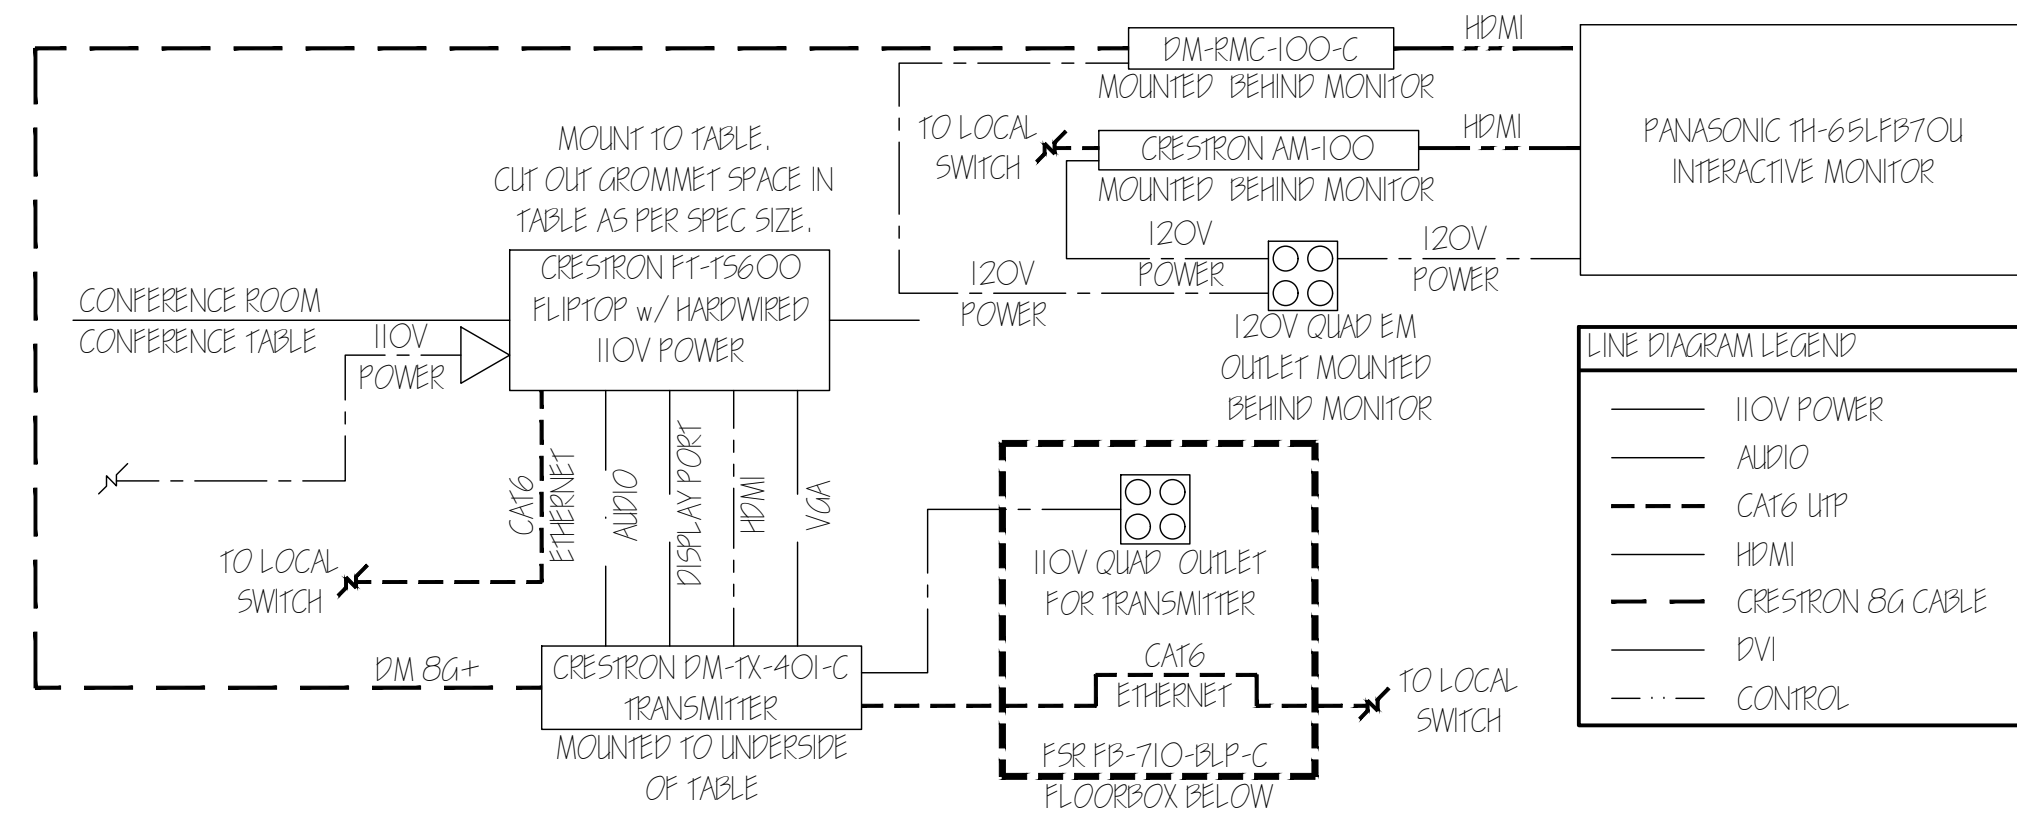 HDMI
DM-RMC-100-C
MOUNTED BEHIND MONITOR
TO LOCAL
SWITCH
HDMI
CRESTRON AM-100
MOUNTED BEHIND MONITOR
PANASONIC TH-65LFB70U
INTERACTIVE MONITOR
MOUNT TO TABLE.
CUT OUT GROMMET SPACE IN
TABLE AS PER SPEC SIZE.
120V
POWER
120V
POWER
120V
POWER
120V QUAD EM
OUTLET MOUNTED
BEHIND MONITOR
CRESTRON FT-TS600
FLIPTOP w/ HARDWIRED
110V POWER
CONFERENCE ROOM
CONFERENCE TABLE
110V
POWER
LINE DIAGRAM LEGEND
110V POWER
AUDIO
CAT6 UTP
HDMI
CRESTRON 8G CABLE
DVI
CONTROL
CAT6
ETHERNET
AUDIO
DISPLAY PORT
HDMI
VGA
TO LOCAL
SWITCH
110V QUAD OUTLET
FOR TRANSMITTER
DM 8G+
CRESTRON DM-TX-401-C
TRANSMITTER
MOUNTED TO UNDERSIDE
OF TABLE
CAT6
ETHERNET
TO LOCAL
SWITCH
FSR FB-710-BLP-C
FLOORBOX BELOW